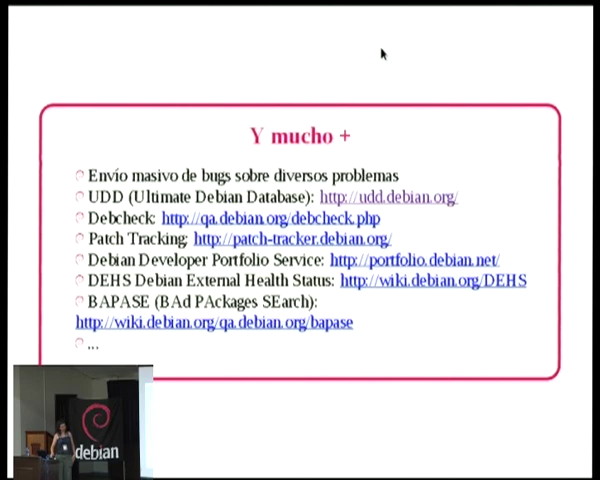 Y mucho +
Envío masivo de bugs sobre diversos problemas
UDD (Ultimate Debian Database): http://udd.debian.org/
Debcheck: http://qa.debian.org/debcheck.php
Patch Tracking: http://patch-tracker.debian.org/
Debian Developer Portfolio Service: http://portfolio.debian.net/
DEHS Debian External Health Status: http://wiki.debian.org/DEHS
BAPASE (BAd PAckages SEarch):
http://wiki.debian.org/qa.debian.org/bapase
...
debian